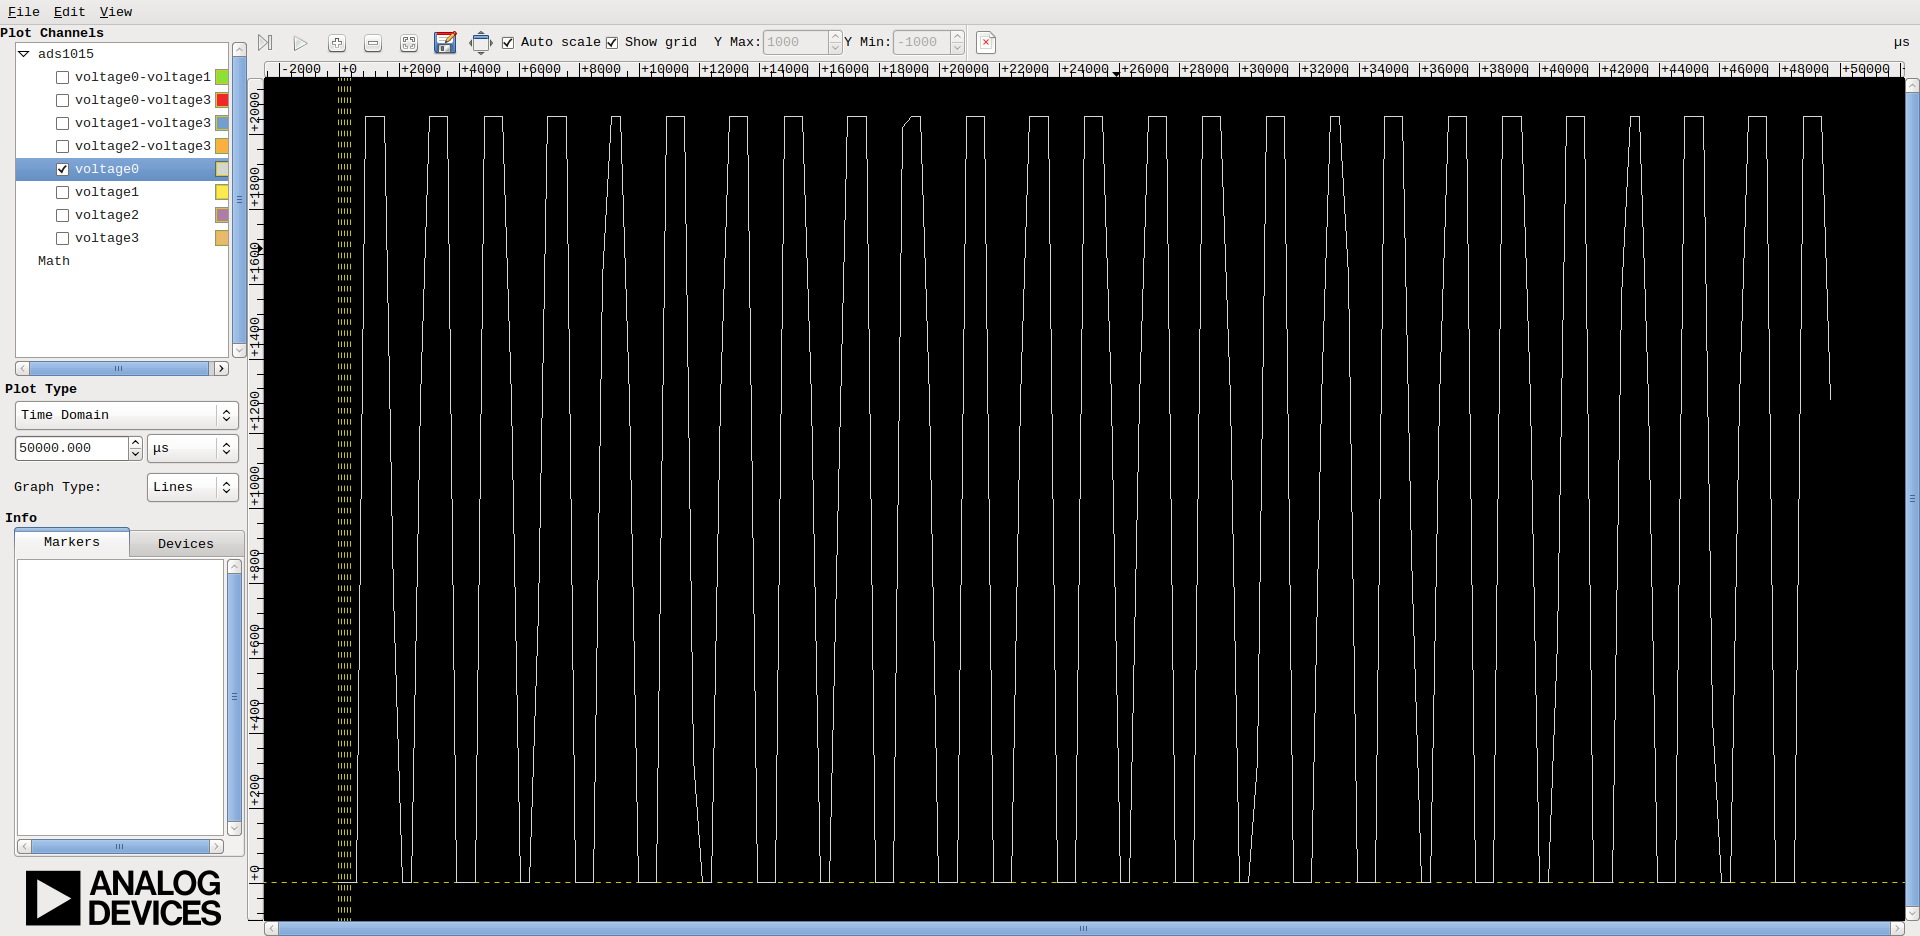 File Edit View
Plot Channels
ads1015
voltage0-voltage1
voltage0-voltage3
voltage1-voltage3
voltage2-voltage3
voltage0
voltage1
voltage2
voltage3
Math
Plot Type
Time Domain
50000.000 µs
Graph Type: Lines
Info
Markers Devices
ANALOG
DEVICES
Auto scale Show grid Y Max: 1000 Y Min: -1000 µs
-2000 +0 +2000 +4000 +6000 +8000 +10000 +12000 +14000 +16000 +18000 +20000 +22000 +24000 +26000 +28000 +30000 +32000 +34000 +36000 +38000 +40000 +42000 +44000 +46000 +48000 +50000
+2000
+1800
+1600
+1400
+1200
+1000
+800
+600
+400
+200
+0